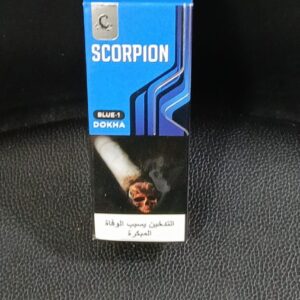 SCORPION
BLUE-1
DOKHA
التدخين يسبب الوفاة
المبكرة